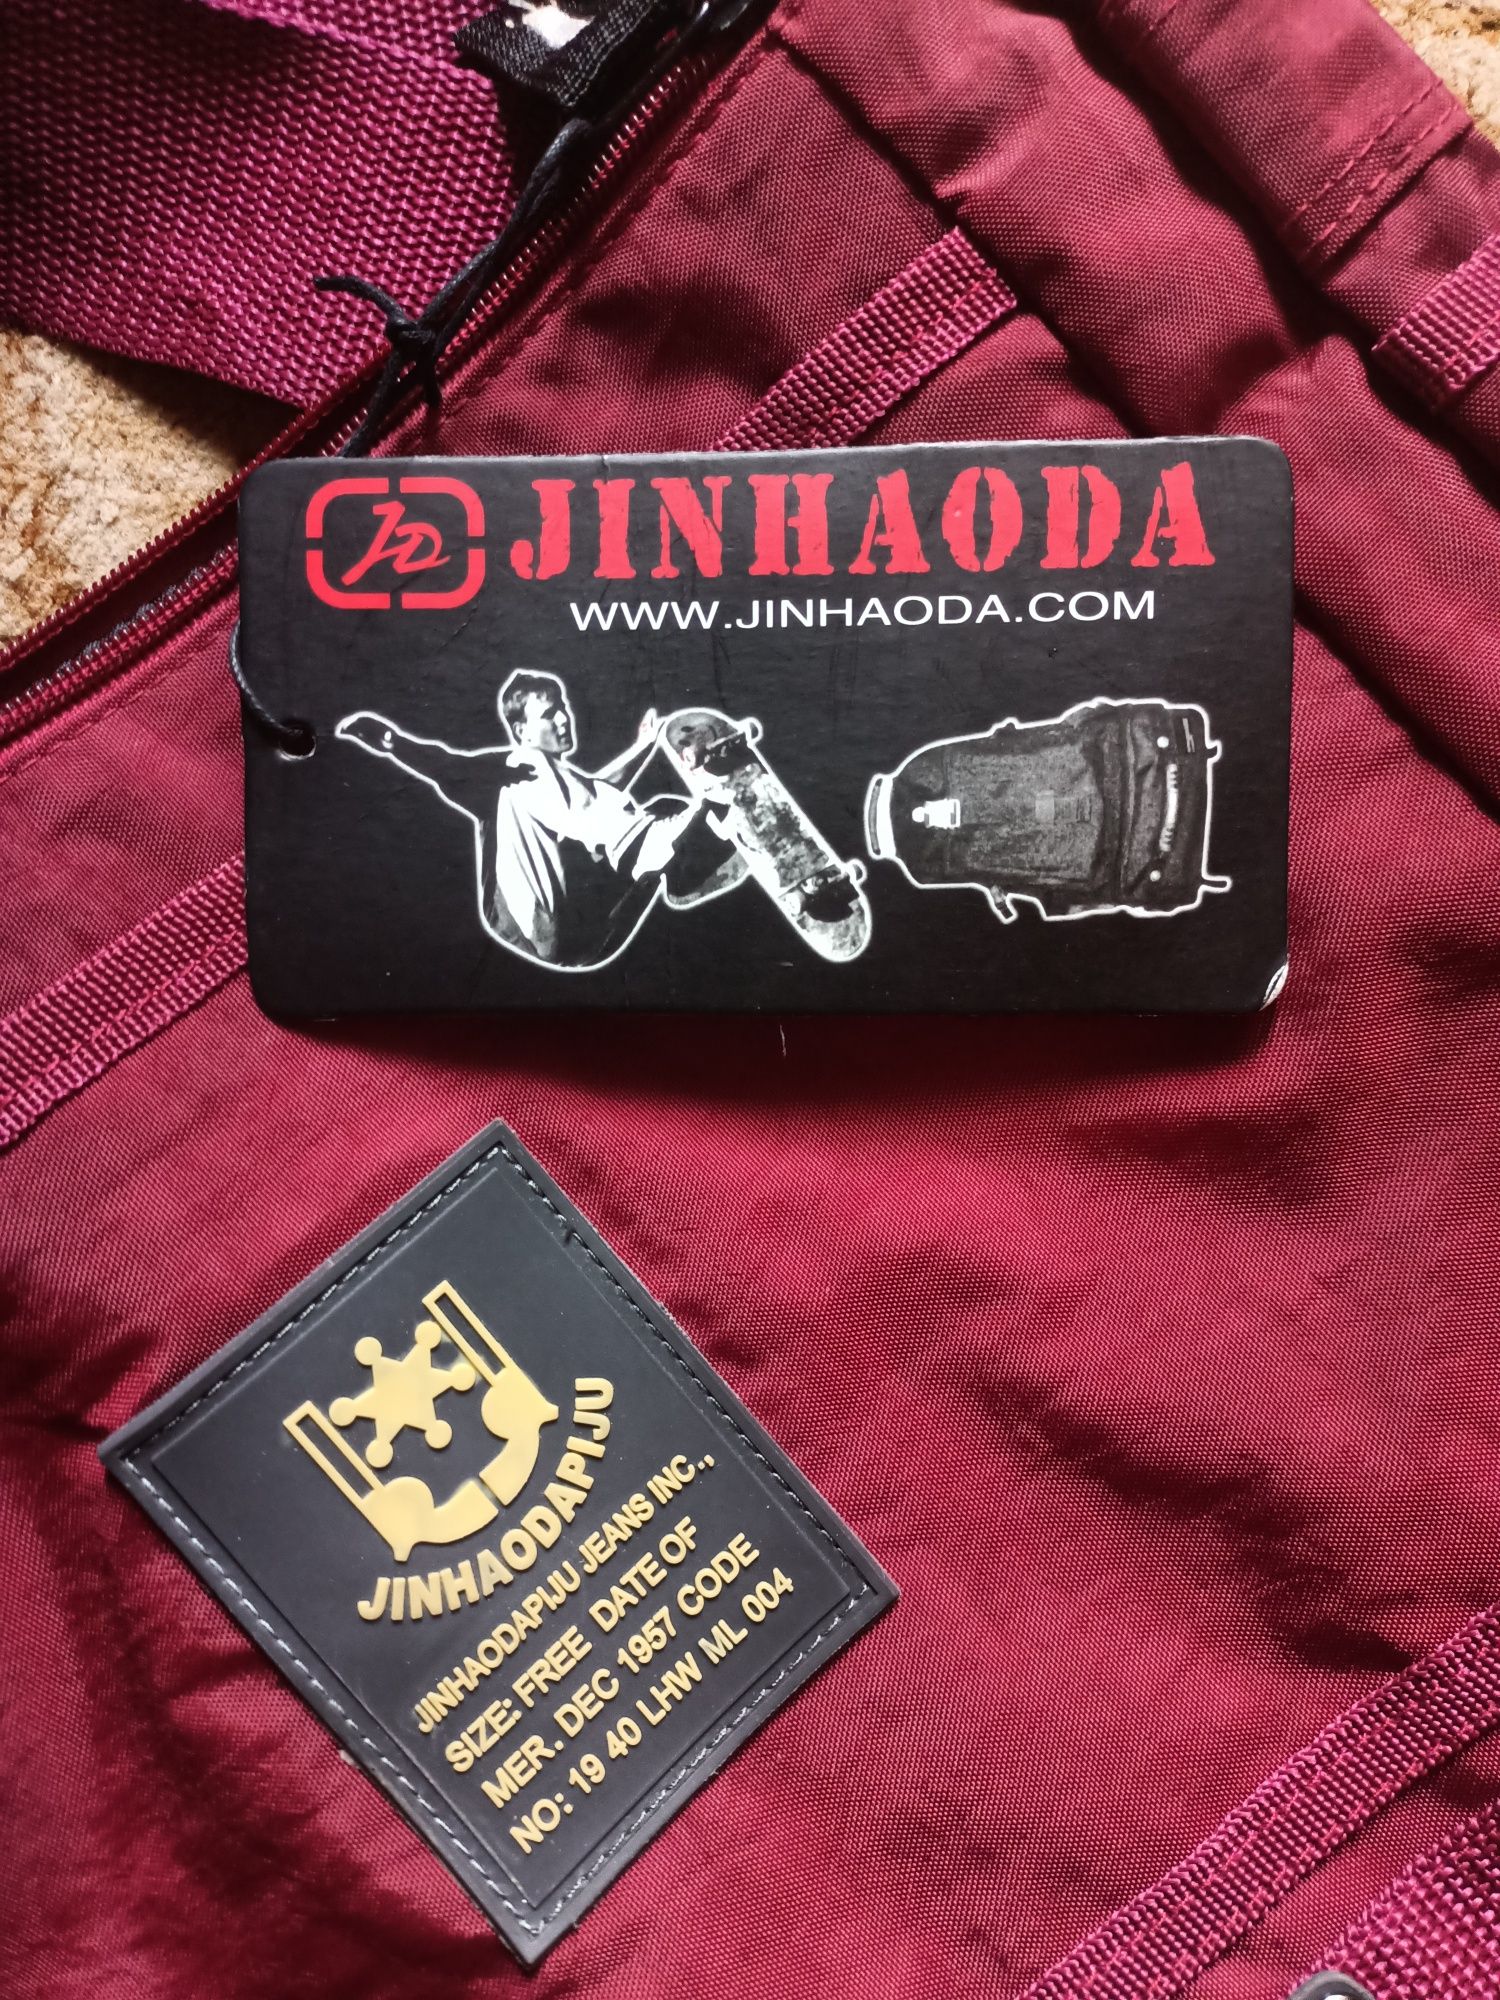 JD JINHAODA
WWW.JINHAODA.COM
JINHAODAPIJU
JINHAODAPIJU JEANS INC.,
SIZE: FREE DATE OF
MER. DEC 1957 CODE
NO: 19 40 LHW ML 004